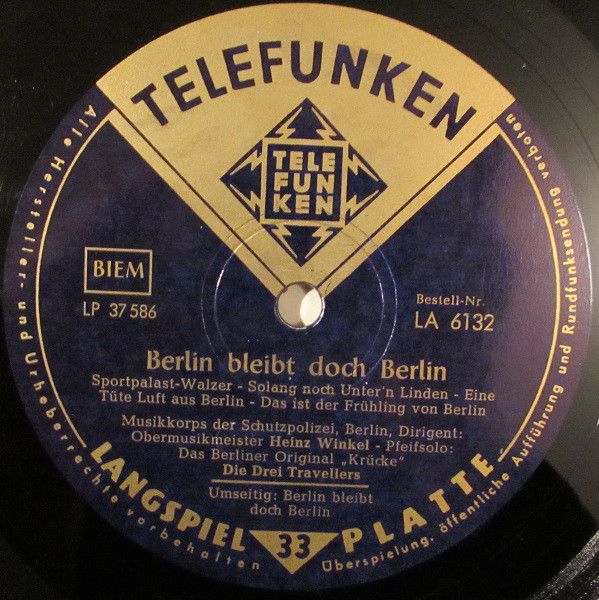 TELEFUNKEN
TELE
FUN
KEN
BIEM
LP 37586
Bestell-Nr.
LA 6132
Berlin bleibt doch Berlin
Sportpalast-Walzer - Solang noch Unter'n Linden - Eine
Tüte Luft aus Berlin - Das ist der Frühling von Berlin
Musikkorps der Schutzpolizei, Berlin, Dirigent:
Obermusikmeister Heinz Winkel - Pfeifsolo:
Das Berliner Original „Krücke"
Die Drei Travellers
Umseitig: Berlin bleibt
doch Berlin
LANGSPIEL 33 PLATTE
Alle Hersteller- und Urheberrechte vorbehalten
Überspielung, öffentliche Aufführung und Rundfunksendung verboten